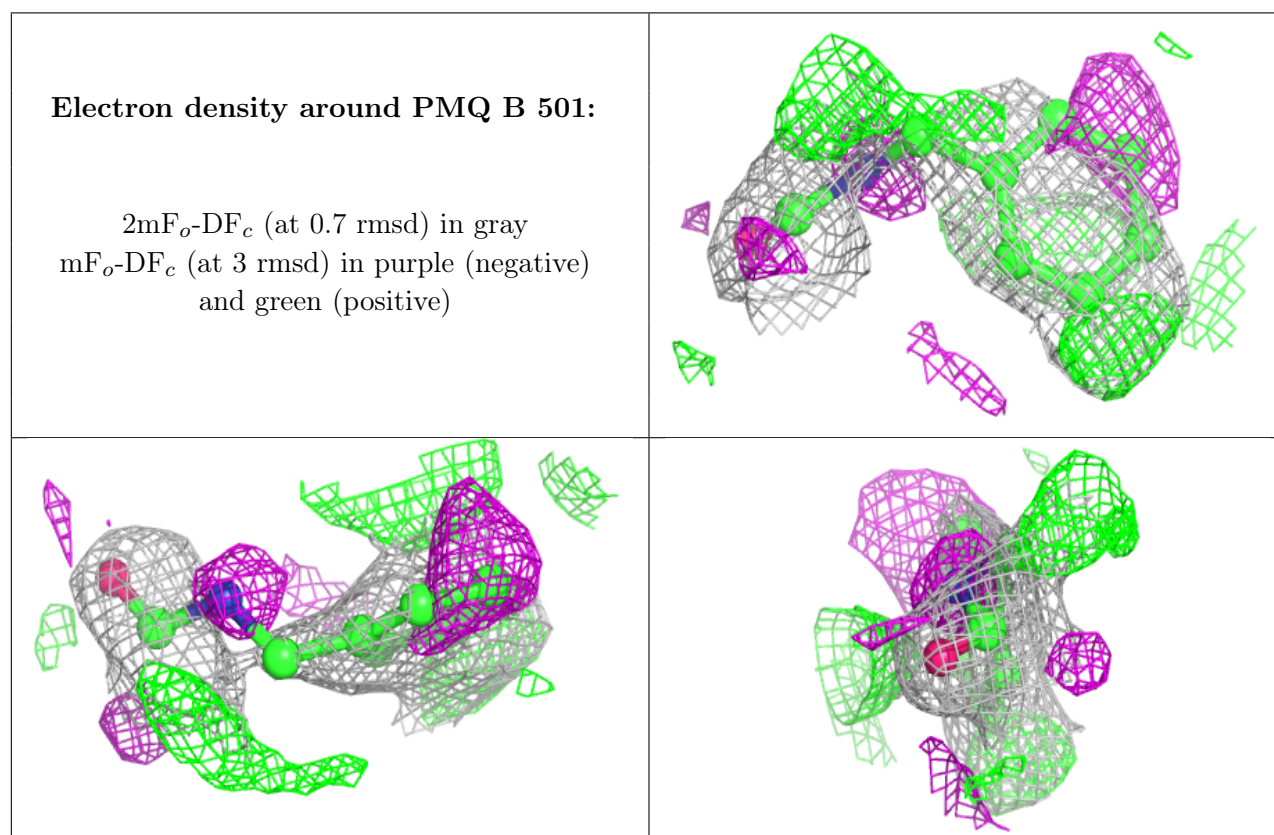 Electron density around PMQ B 501:
2mFo-DFc (at 0.7 rmsd) in gray
mFo-DFc (at 3 rmsd) in purple (negative)
and green (positive)